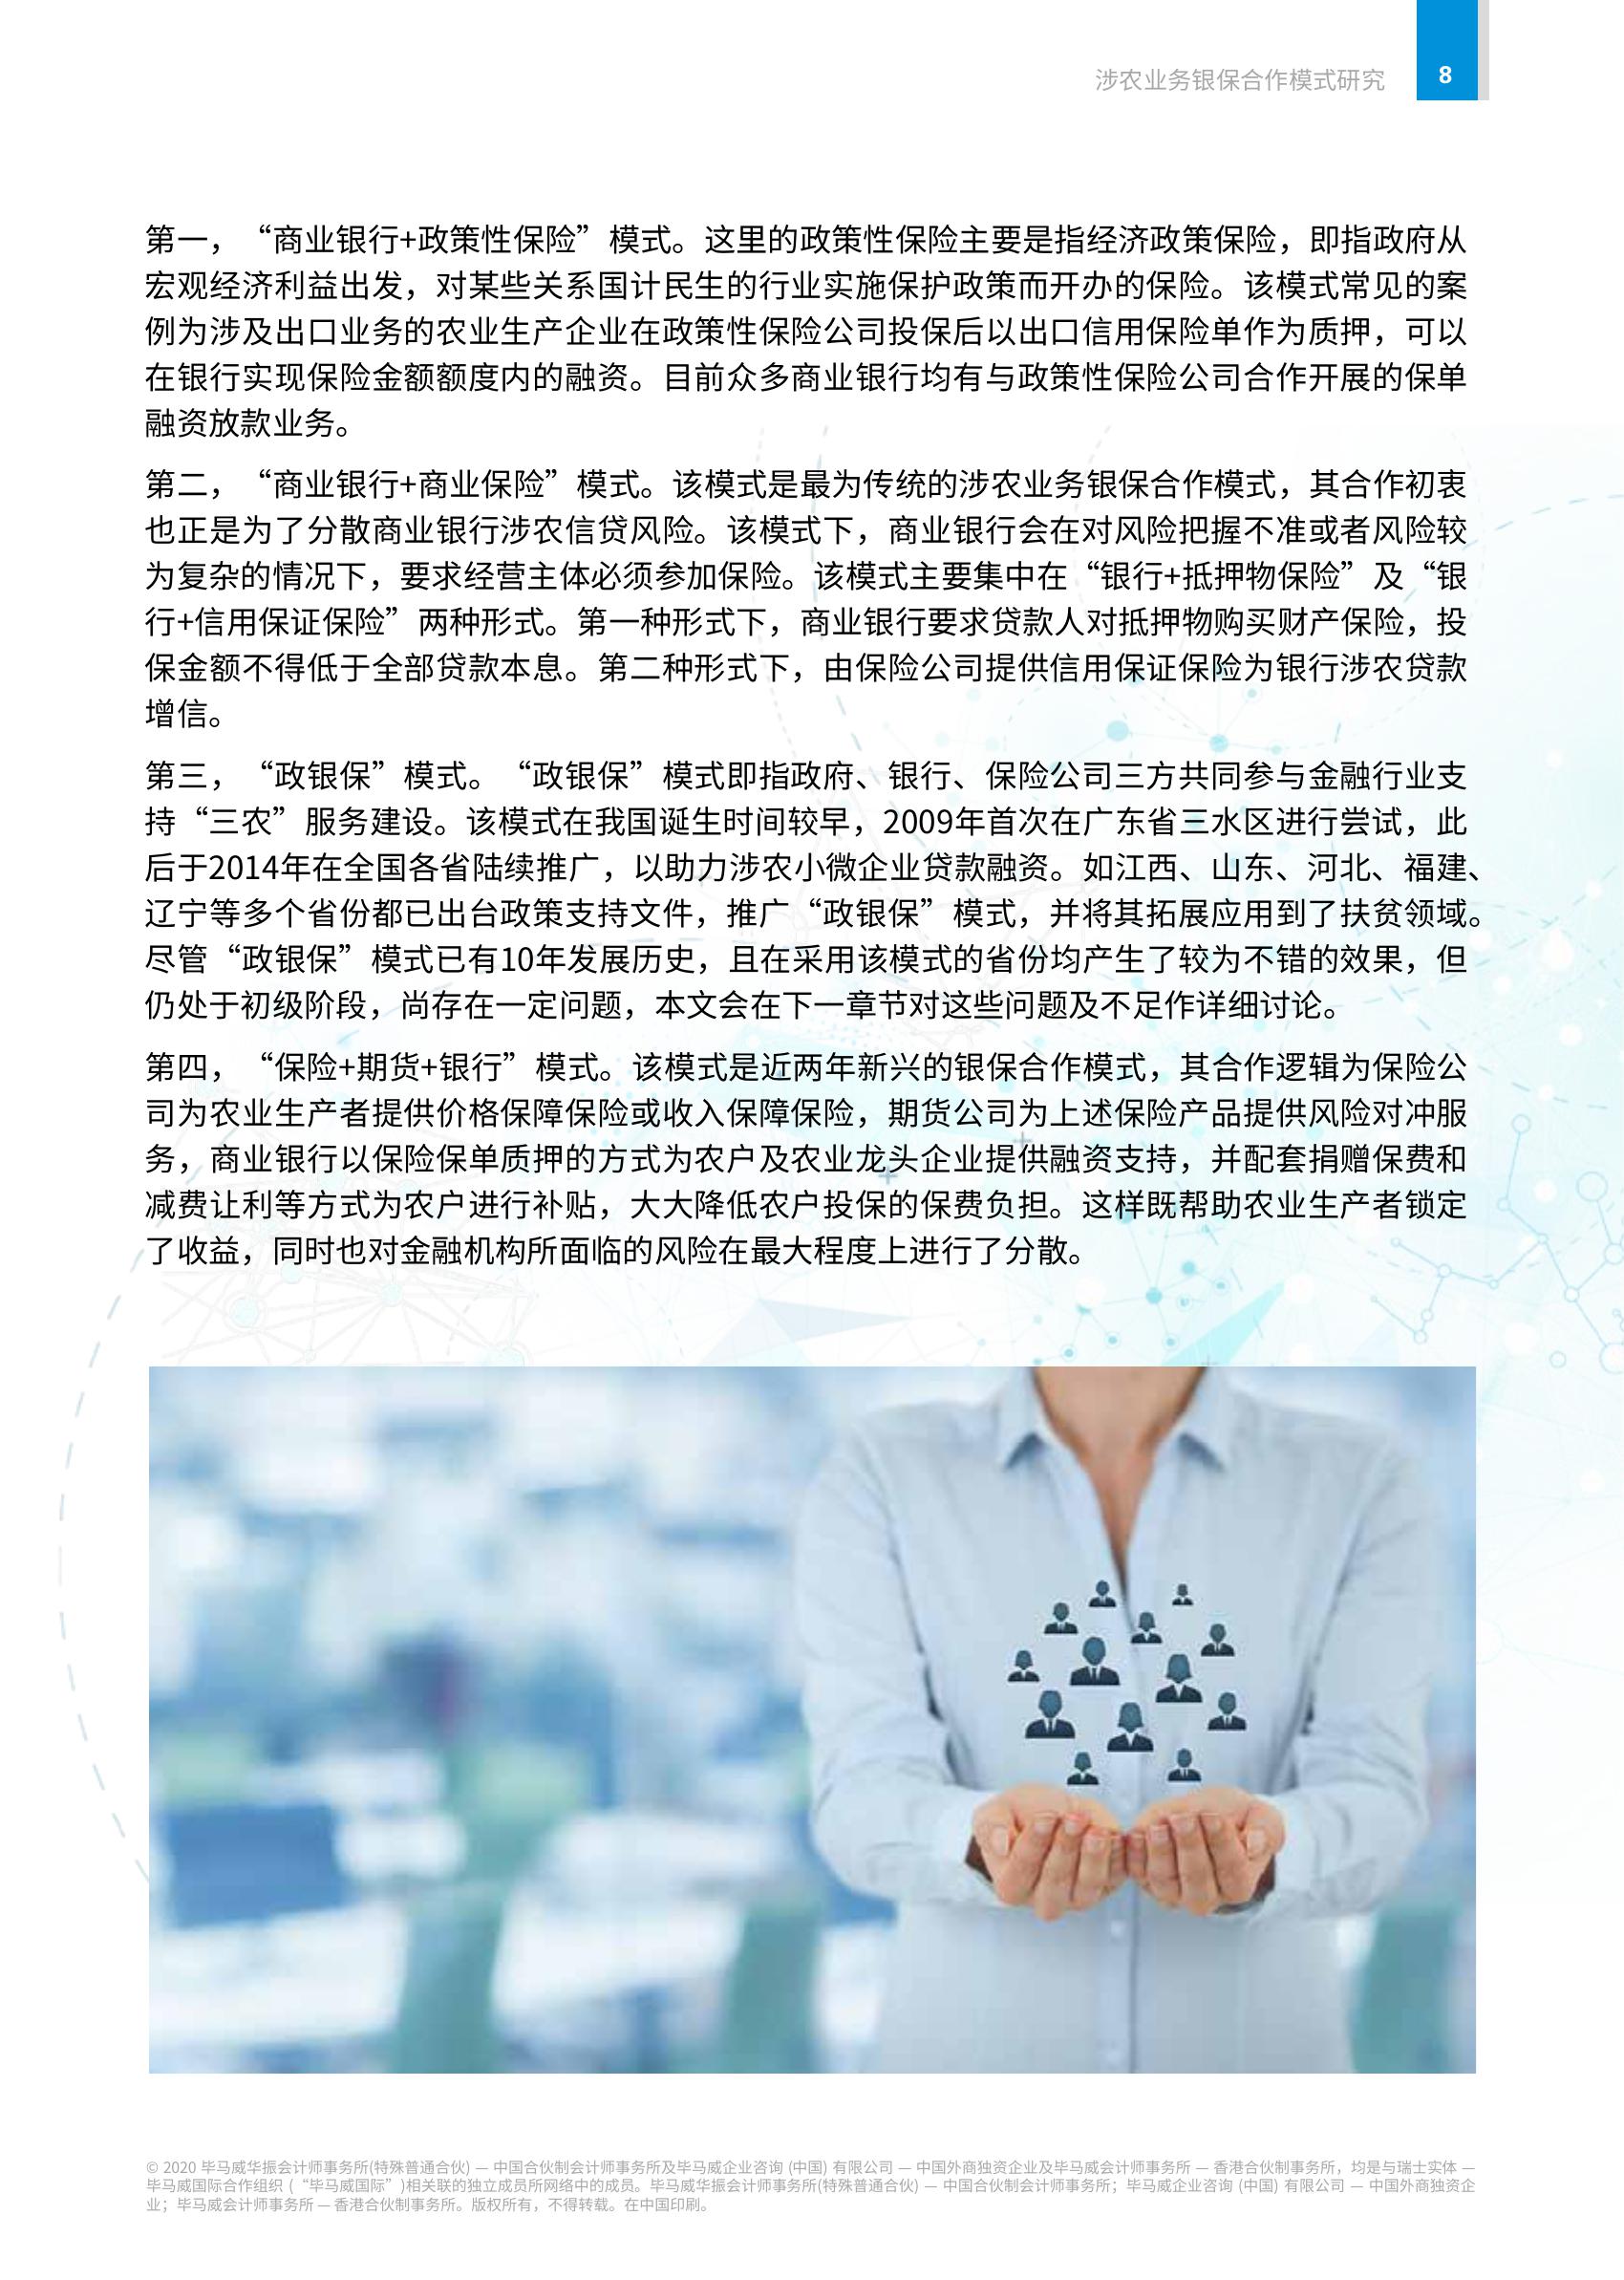 涉农业务银保合作模式研究
8
第一，“商业银行+政策性保险”模式。这里的政策性保险主要是指经济政策保险，即指政府从
宏观经济利益出发，对某些关系国计民生的行业实施保护政策而开办的保险。该模式常见的案
例为涉及出口业务的农业生产企业在政策性保险公司投保后以出口信用保险单作为质押，可以
在银行实现保险金额额度内的融资。目前众多商业银行均有与政策性保险公司合作开展的保单
融资放款业务。
第二，“商业银行+商业保险”模式。该模式是最为传统的涉农业务银保合作模式，其合作初衷
也正是为了分散商业银行涉农信贷风险。该模式下，商业银行会在对风险把握不准或者风险较
为复杂的情况下，要求经营主体必须参加保险。该模式主要集中在“银行+抵押物保险”及“银
行+信用保证保险”两种形式。第一种形式下，商业银行要求贷款人对抵押物购买财产保险，投
保金额不得低于全部贷款本息。第二种形式下，由保险公司提供信用保证保险为银行涉农贷款
增信。
第三，“政银保”模式。“政银保”模式即指政府、银行、保险公司三方共同参与金融行业支
持“三农”服务建设。该模式在我国诞生时间较早，2009年首次在广东省三水区进行尝试，此
后于2014年在全国各省陆续推广，以助力涉农小微企业贷款融资。如江西、山东、河北、福建、
辽宁等多个省份都已出台政策支持文件，推广“政银保”模式，并将其拓展应用到了扶贫领域。
尽管“政银保”模式已有10年发展历史，且在采用该模式的省份均产生了较为不错的效果，但
仍处于初级阶段，尚存在一定问题，本文会在下一章节对这些问题及不足作详细讨论。
第四，“保险+期货+银行”模式。该模式是近两年新兴的银保合作模式，其合作逻辑为保险公
司为农业生产者提供价格保障保险或收入保障保险，期货公司为上述保险产品提供风险对冲服
务，商业银行以保险保单质押的方式为农户及农业龙头企业提供融资支持，并配套捐赠保费和
减费让利等方式为农户进行补贴，大大降低农户投保的保费负担。这样既帮助农业生产者锁定
了收益，同时也对金融机构所面临的风险在最大程度上进行了分散。
© 2020 毕马威华振会计师事务所(特殊普通合伙) — 中国合伙制会计师事务所及毕马威企业咨询 (中国) 有限公司 — 中国外商独资企业及毕马威会计师事务所 — 香港合伙制事务所，均是与瑞士实体 —
毕马威国际合作组织 (“毕马威国际”)相关联的独立成员所网络中的成员。毕马威华振会计师事务所(特殊普通合伙) — 中国合伙制会计师事务所；毕马威企业咨询 (中国) 有限公司 — 中国外商独资企
业；毕马威会计师事务所 — 香港合伙制事务所。版权所有，不得转载。在中国印刷。